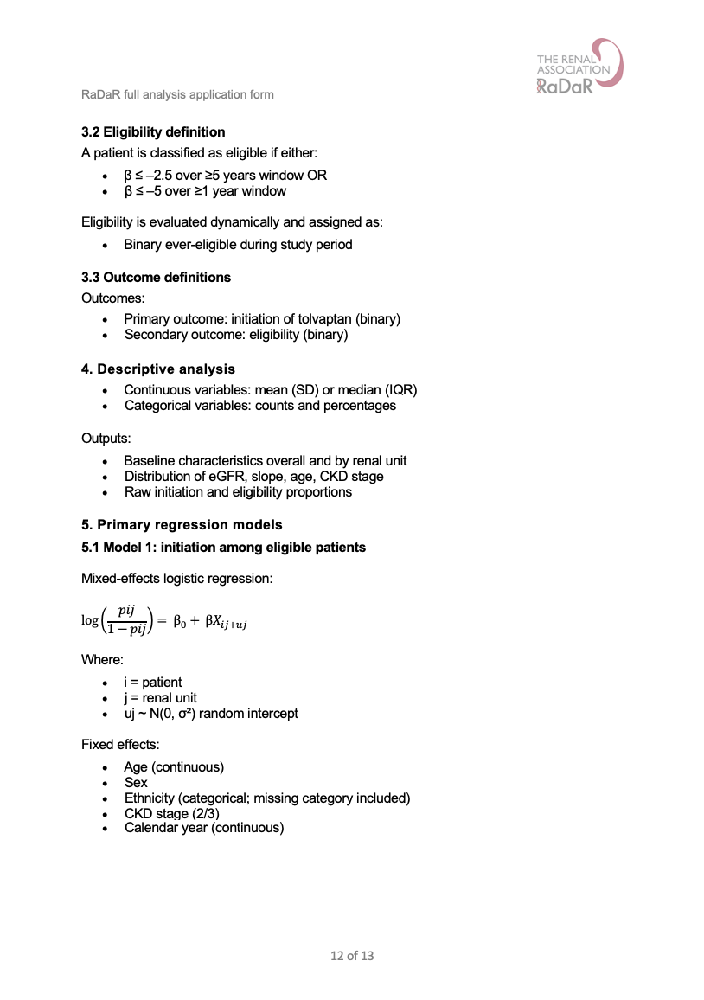 THE RENAL
ASSOCIATION
RaDaR
RaDaR full analysis application form
3.2 Eligibility definition
A patient is classified as eligible if either:
• β ≤ –2.5 over ≥5 years window OR
• β ≤ –5 over ≥1 year window
Eligibility is evaluated dynamically and assigned as:
• Binary ever-eligible during study period
3.3 Outcome definitions
Outcomes:
• Primary outcome: initiation of tolvaptan (binary)
• Secondary outcome: eligibility (binary)
4. Descriptive analysis
• Continuous variables: mean (SD) or median (IQR)
• Categorical variables: counts and percentages
Outputs:
• Baseline characteristics overall and by renal unit
• Distribution of eGFR, slope, age, CKD stage
• Raw initiation and eligibility proportions
5. Primary regression models
5.1 Model 1: initiation among eligible patients
Mixed-effects logistic regression:
log(pij / 1 − pij) = β₀ + βX_{ij+uj}
Where:
• i = patient
• j = renal unit
• uj ~ N(0, σ²) random intercept
Fixed effects:
• Age (continuous)
• Sex
• Ethnicity (categorical; missing category included)
• CKD stage (2/3)
• Calendar year (continuous)
12 of 13